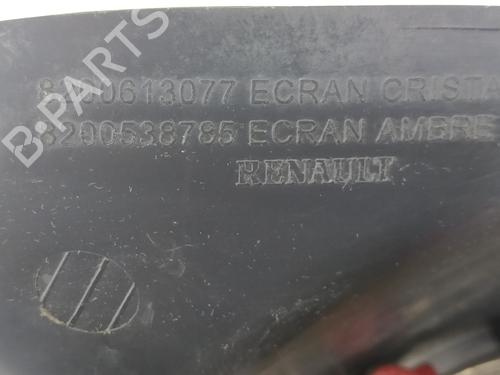 8200613077 ECRAN CRISTA
8200538785 ECRAN AMBRE
RENAULT
B-PARTS